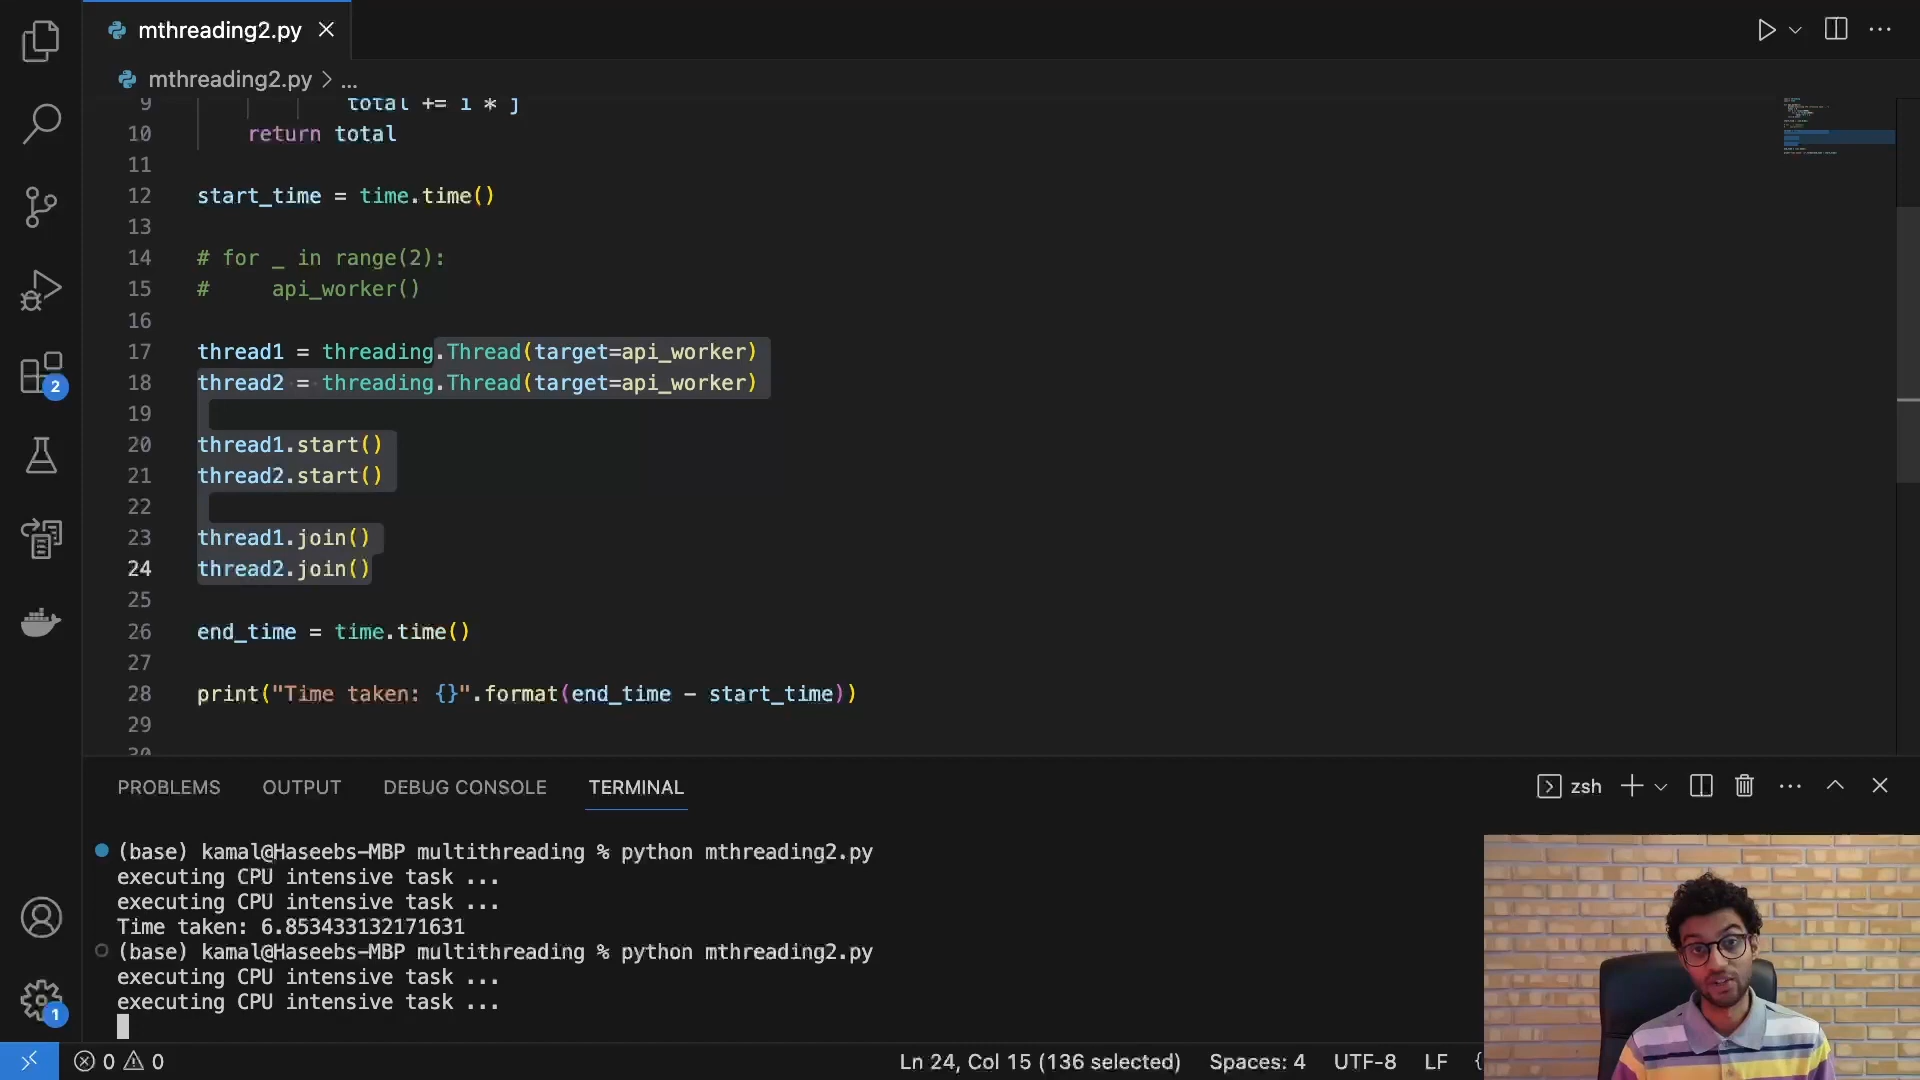 mthreading2.py
mthreading2.py > ...
9 total += i * j
10 return total
11
12 start_time = time.time()
13
14 # for _ in range(2):
15 #     api_worker()
16
17 thread1 = threading.Thread(target=api_worker)
18 thread2 = threading.Thread(target=api_worker)
19
20 thread1.start()
21 thread2.start()
22
23 thread1.join()
24 thread2.join()
25
26 end_time = time.time()
27
28 print("Time taken: {}".format(end_time - start_time))
29
30
2
PROBLEMS OUTPUT DEBUG CONSOLE TERMINAL zsh
(base) kamal@Haseebs-MBP multithreading % python mthreading2.py
executing CPU intensive task ...
executing CPU intensive task ...
Time taken: 6.853433132171631
(base) kamal@Haseebs-MBP multithreading % python mthreading2.py
executing CPU intensive task ...
executing CPU intensive task ...
1
0 0 Ln 24, Col 15 (136 selected) Spaces: 4 UTF-8 LF {